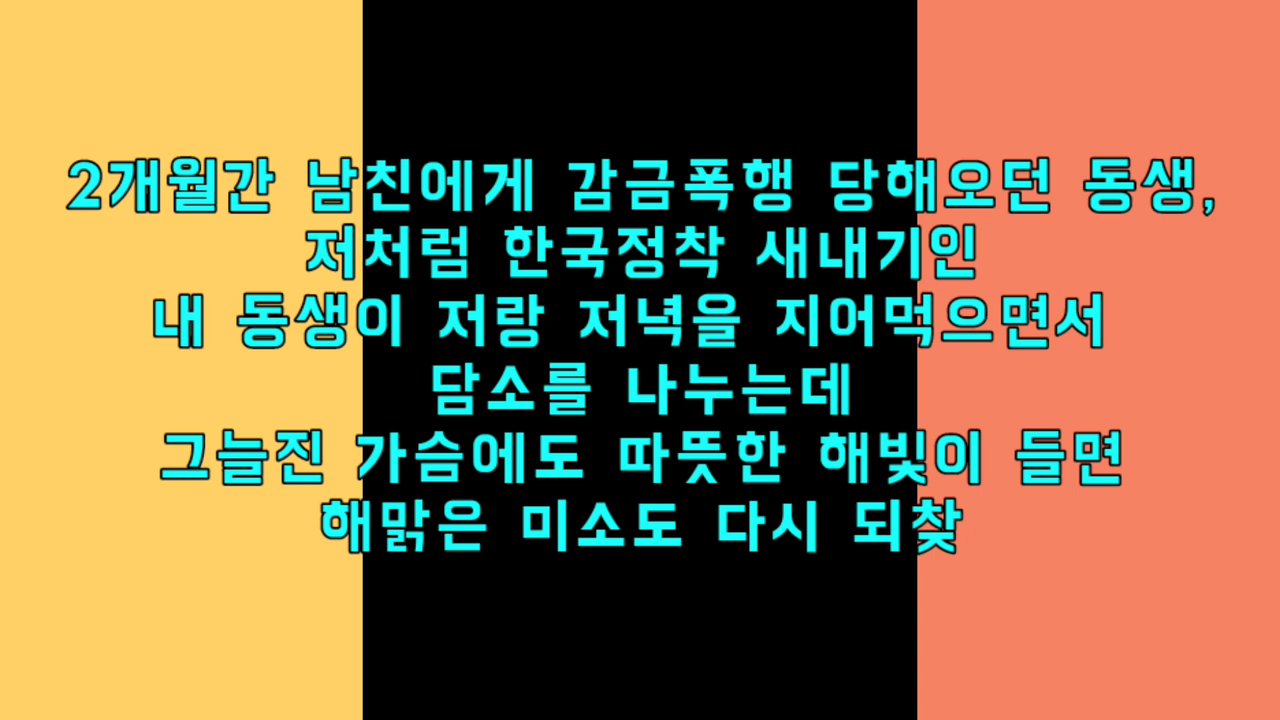 2개월간 남친에게 감금폭행 당해오던 동생,
저처럼 한국정착 새내기인
내 동생이 저랑 저녁을 지어먹으면서
담소를 나누는데
그늘진 가슴에도 따뜻한 해빛이 들면
해맑은 미소도 다시 되찾